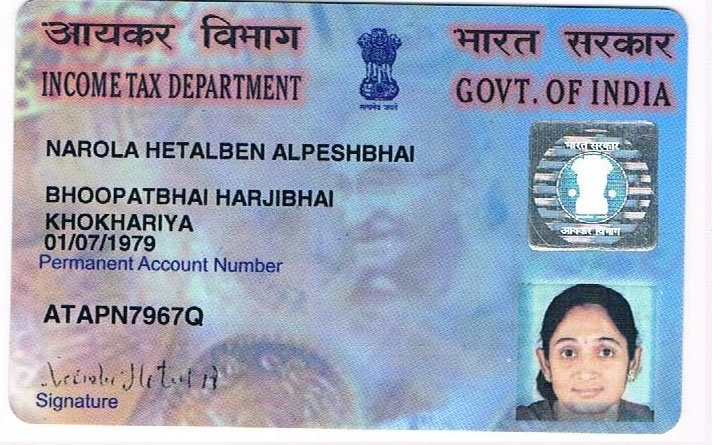 आयकर विभाग
भारत सरकार
INCOME TAX DEPARTMENT
GOVT. OF INDIA
सत्यमेव जयते
NAROLA HETALBEN ALPESHBHAI
भारत सरकार
BHOOPATBHAI HARJIBHAI
KHOKHARIYA
01/07/1979
आयकर विभाग
Permanent Account Number
ATAPN7967Q
Signature